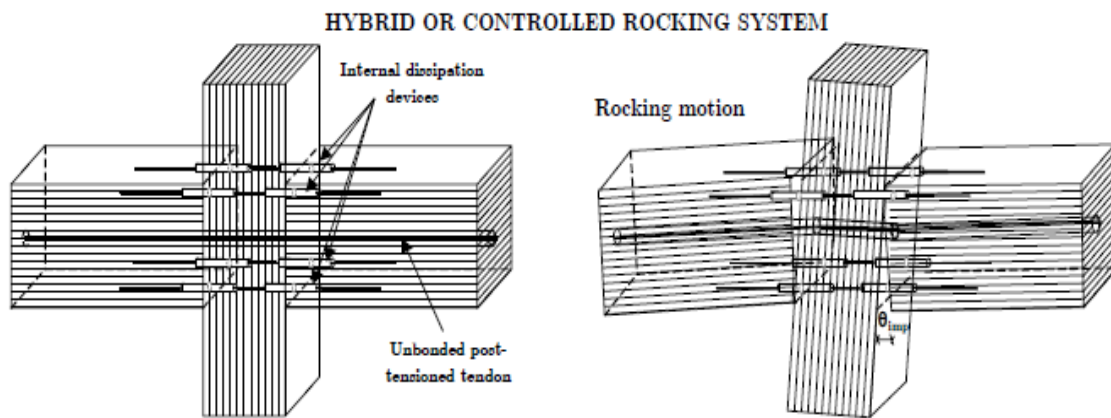 HYBRID OR CONTROLLED ROCKING SYSTEM
Internal dissipation
devices
Rocking motion
Unbonded post-
tensioned tendon
θimp